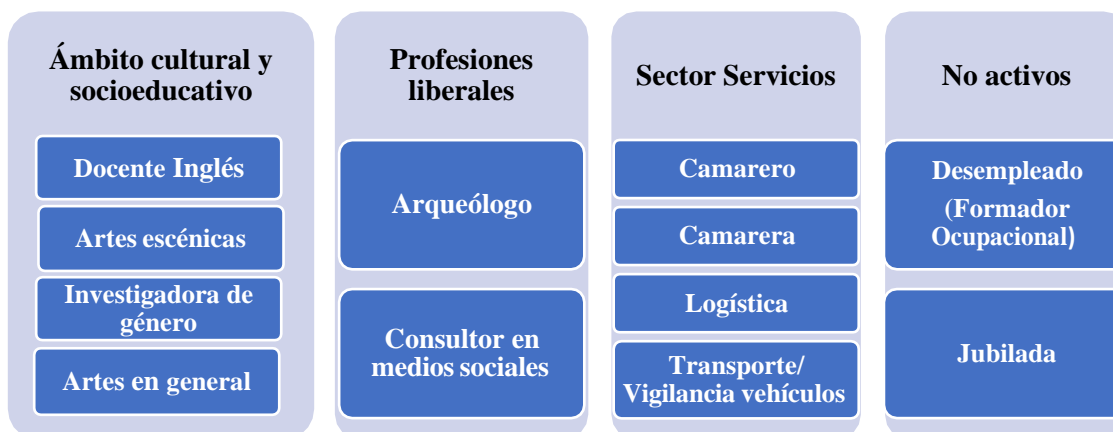 Ámbito cultural y
socioeducativo
Docente Inglés
Artes escénicas
Investigadora de
género
Artes en general
Profesiones
liberales
Arqueólogo
Consultor en
medios sociales
Sector Servicios
Camarero
Camarera
Logística
Transporte/
Vigilancia vehículos
No activos
Desempleado
(Formador
Ocupacional)
Jubilada